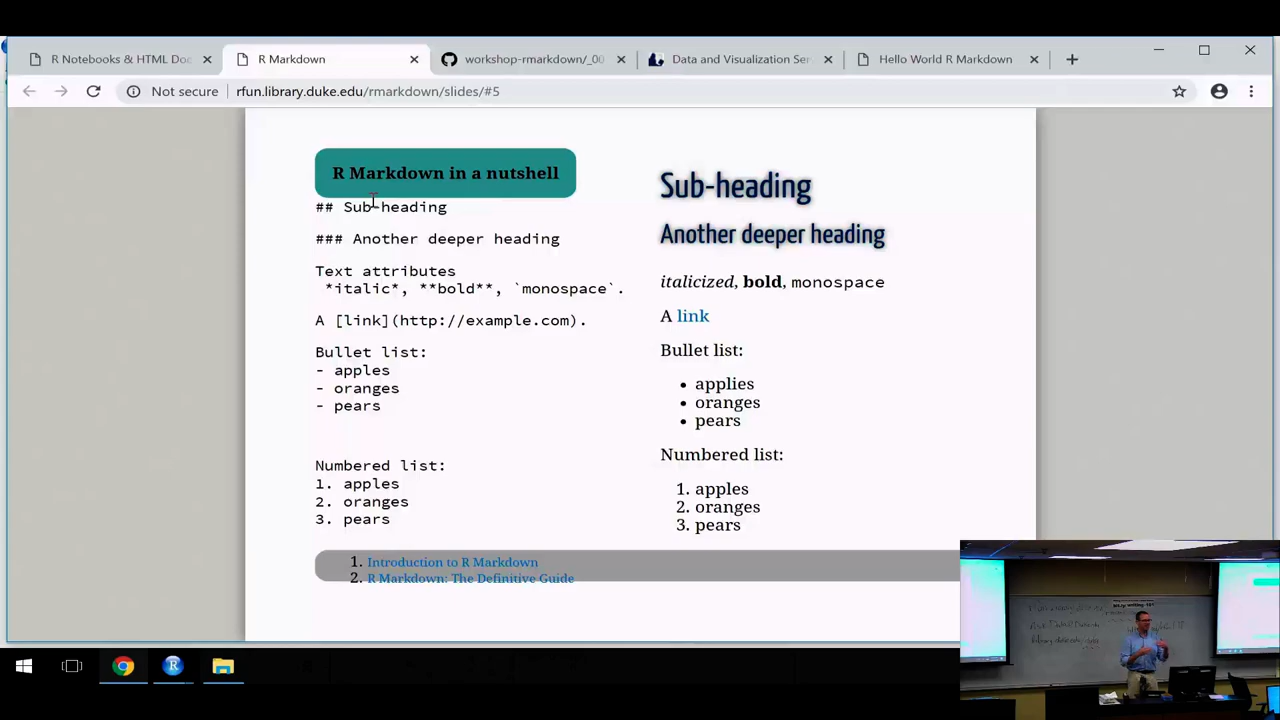 R Notebooks & HTML Doc
R Markdown
workshop-rmarkdown/_00
Data and Visualization Ser
Hello World R Markdown
Not secure
rfun.library.duke.edu/rmarkdown/slides/#5
R Markdown in a nutshell
## Sub-heading
### Another deeper heading
Text attributes
*italic*, **bold**, `monospace`.
A [link](http://example.com).
Bullet list:
- apples
- oranges
- pears
Numbered list:
1. apples
2. oranges
3. pears
Sub-heading
Another deeper heading
italicized, bold, monospace
A link
Bullet list:
• applies
• oranges
• pears
Numbered list:
1. apples
2. oranges
3. pears
1. Introduction to R Markdown
2. R Markdown: The Definitive Guide